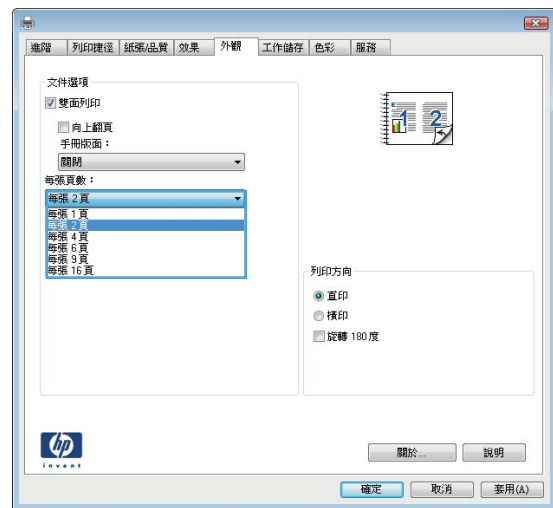 進階 列印捷徑 紙張/品質 效果 外觀 工作儲存 色彩 服務
文件選項
雙面列印
向上翻頁
手冊版面：
關閉
每張頁數：
每張 2 頁
每張 1 頁
每張 2 頁
每張 4 頁
每張 6 頁
每張 9 頁
每張 16 頁
1 2
列印方向
直印
橫印
旋轉 180 度
hp
invent
關於... 說明
確定 取消 套用(A)